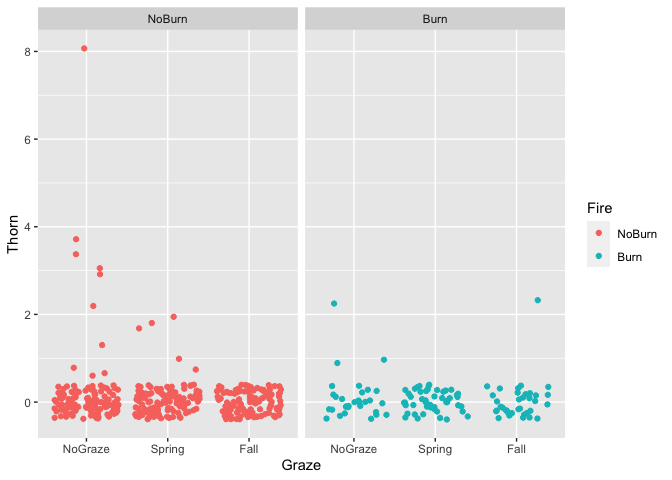 NoBurn
Burn
8
6
4
2
0
Thorn
NoGraze
Spring
Fall
NoGraze
Spring
Fall
Graze
Fire
NoBurn
Burn